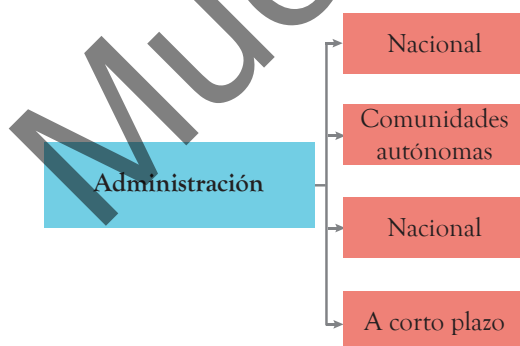 Nacional
Comunidades
autónomas
Administración
Nacional
A corto plazo